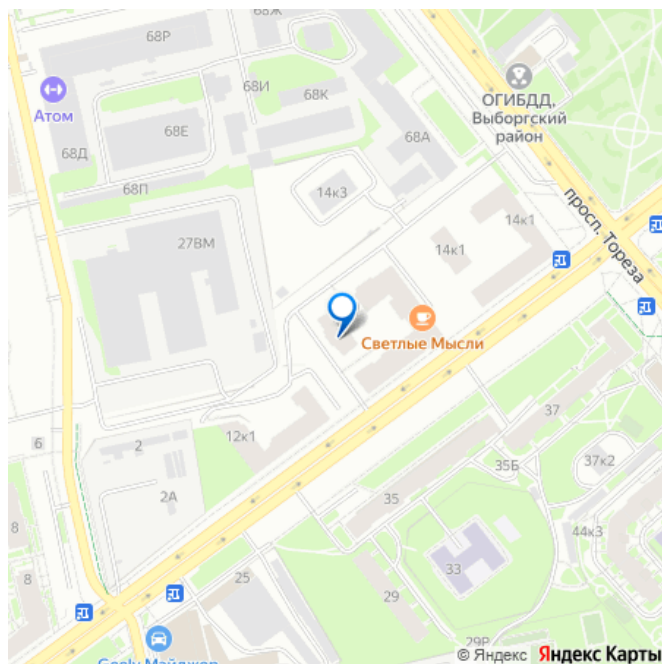 68Р
68Ж
68И
68К
Атом
68Е
68А
68Д
68П
ОГИБДД,
Выборгский
район
14к3
просп. Тореза
14к1
14к1
27ВМ
Светлые Мысли
12к1
37
6
2
35Б
37к2
2А
35
44к3
8
33
8
25
29
29Р
Geely Мэйджор
© Яндекс Яндекс Карты